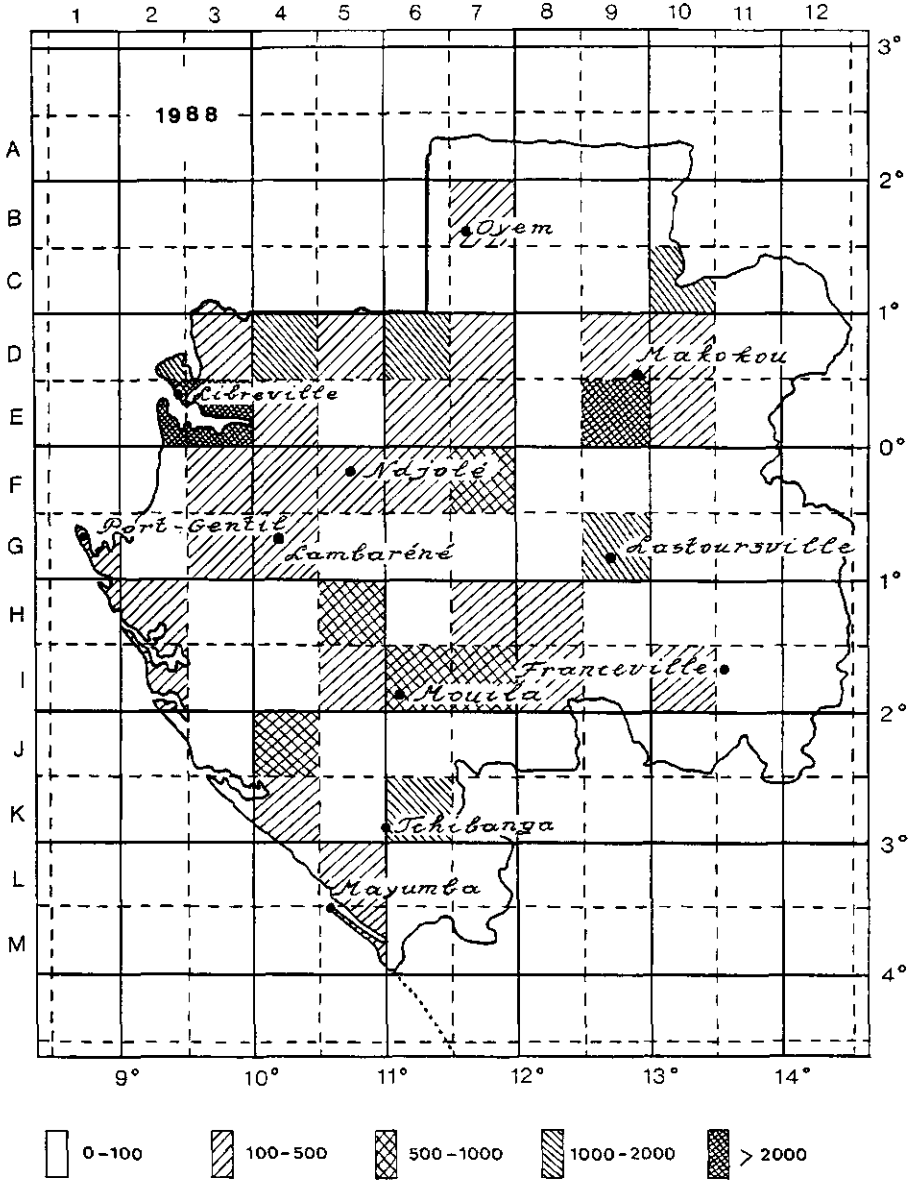 1 2 3 4 5 6 7 8 9 10 11 12
3°
1988
A
2°
B
Oyem
C
1°
D
Makokou
Libreville
E
0°
F
Ndjolé
Port-Gentil
G
Lambaréné
Lastoursville
1°
H
I
Franceville
Mouila
2°
J
K
Tchibanga
3°
L
Mayumba
M
4°
9° 10° 11° 12° 13° 14°
0-100 100-500 500-1000 1000-2000 > 2000